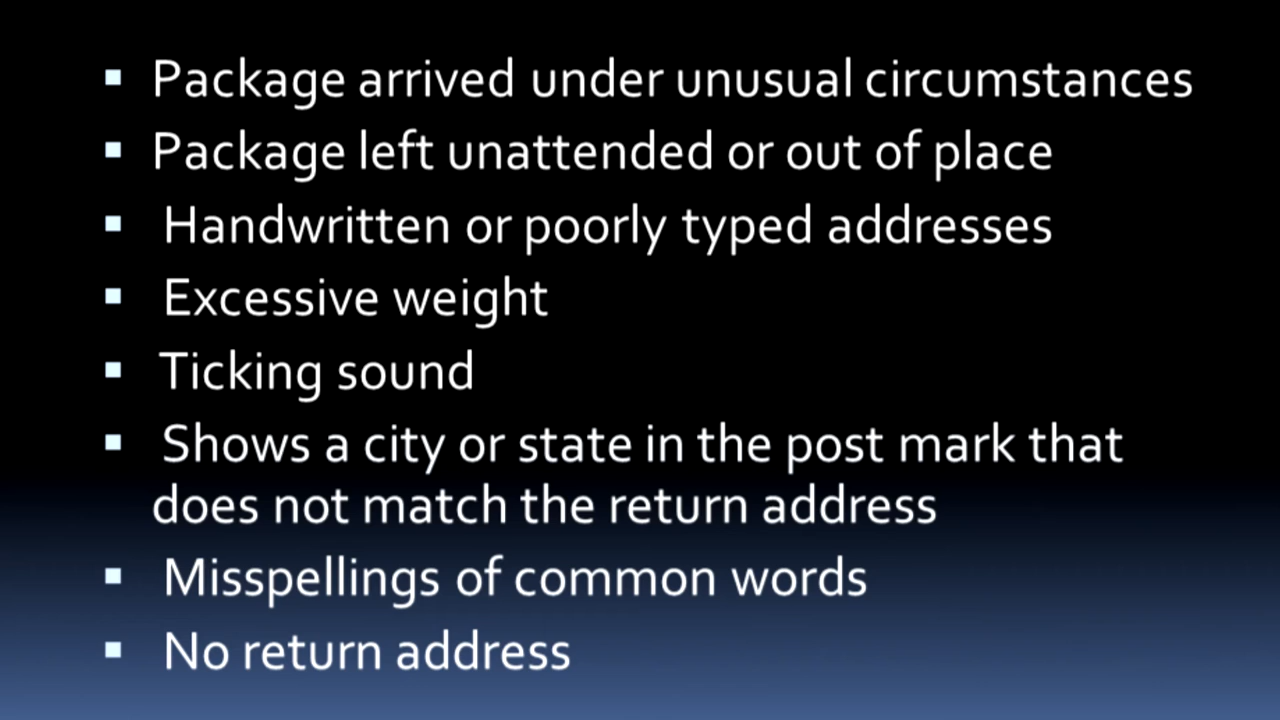 ▪ Package arrived under unusual circumstances
▪ Package left unattended or out of place
▪ Handwritten or poorly typed addresses
▪ Excessive weight
▪ Ticking sound
▪ Shows a city or state in the post mark that
does not match the return address
▪ Misspellings of common words
▪ No return address